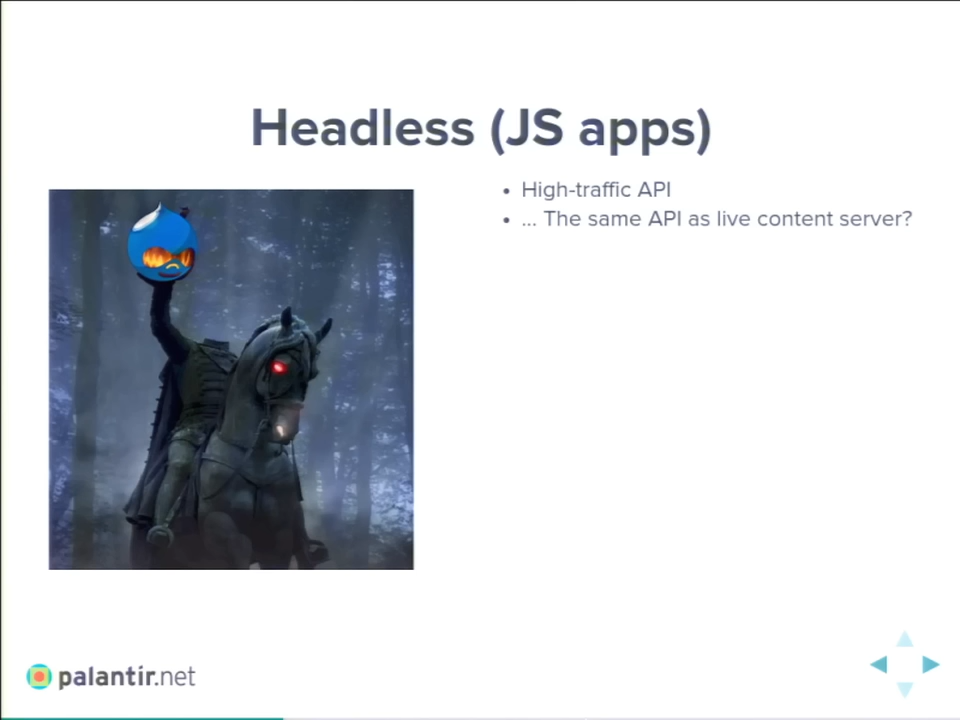 Headless (JS apps)
• High-traffic API
• ... The same API as live content server?
palantir.net